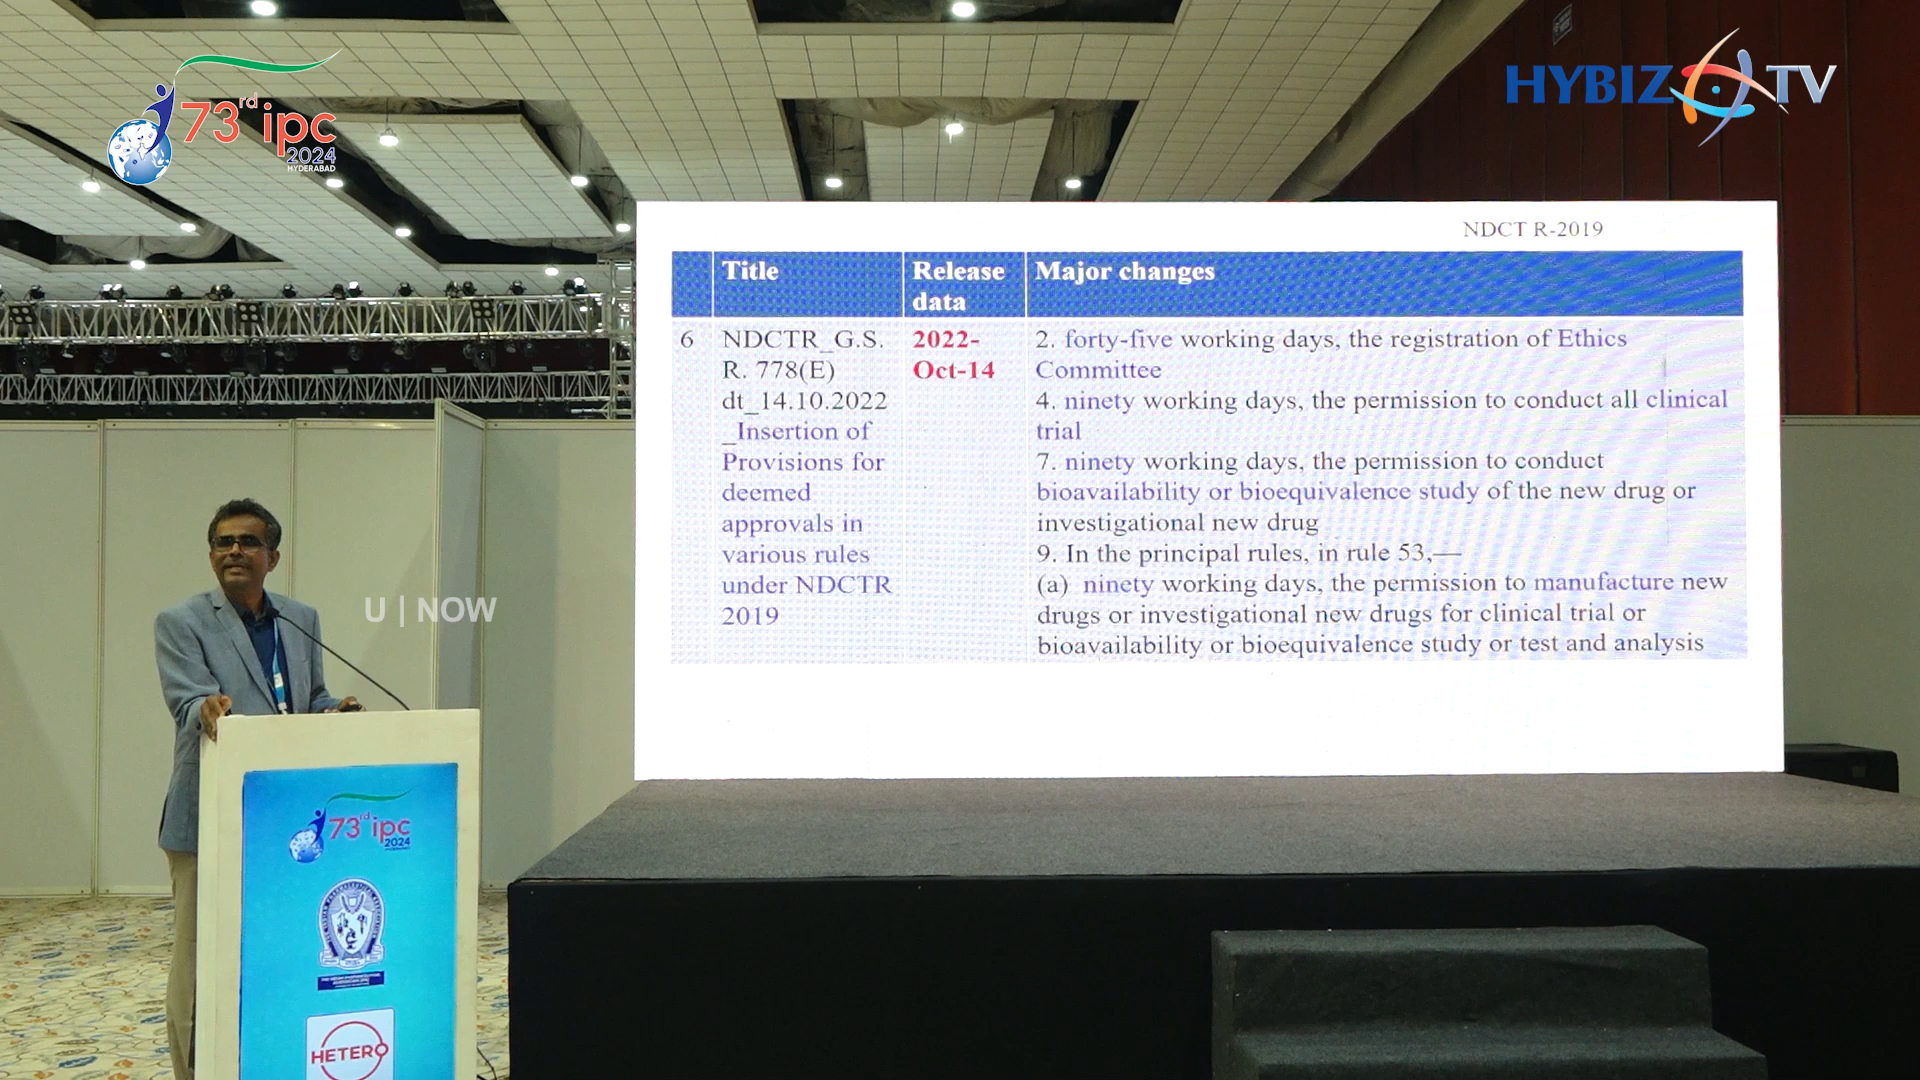 73rd ipc
2024
HYDERABAD
HYBIZ TV
NDCT R-2019
Title
Release
data
Major changes
6
NDCTR_G.S.
R. 778(E)
dt_14.10.2022
_Insertion of
Provisions for
deemed
approvals in
various rules
under NDCTR
2019
2022-
Oct-14
2. forty-five working days, the registration of Ethics
Committee
4. ninety working days, the permission to conduct all clinical
trial
7. ninety working days, the permission to conduct
bioavailability or bioequivalence study of the new drug or
investigational new drug
9. In the principal rules, in rule 53,—
(a) ninety working days, the permission to manufacture new
drugs or investigational new drugs for clinical trial or
bioavailability or bioequivalence study or test and analysis
U | NOW
73rd ipc
2024
HYDERABAD
HETERO